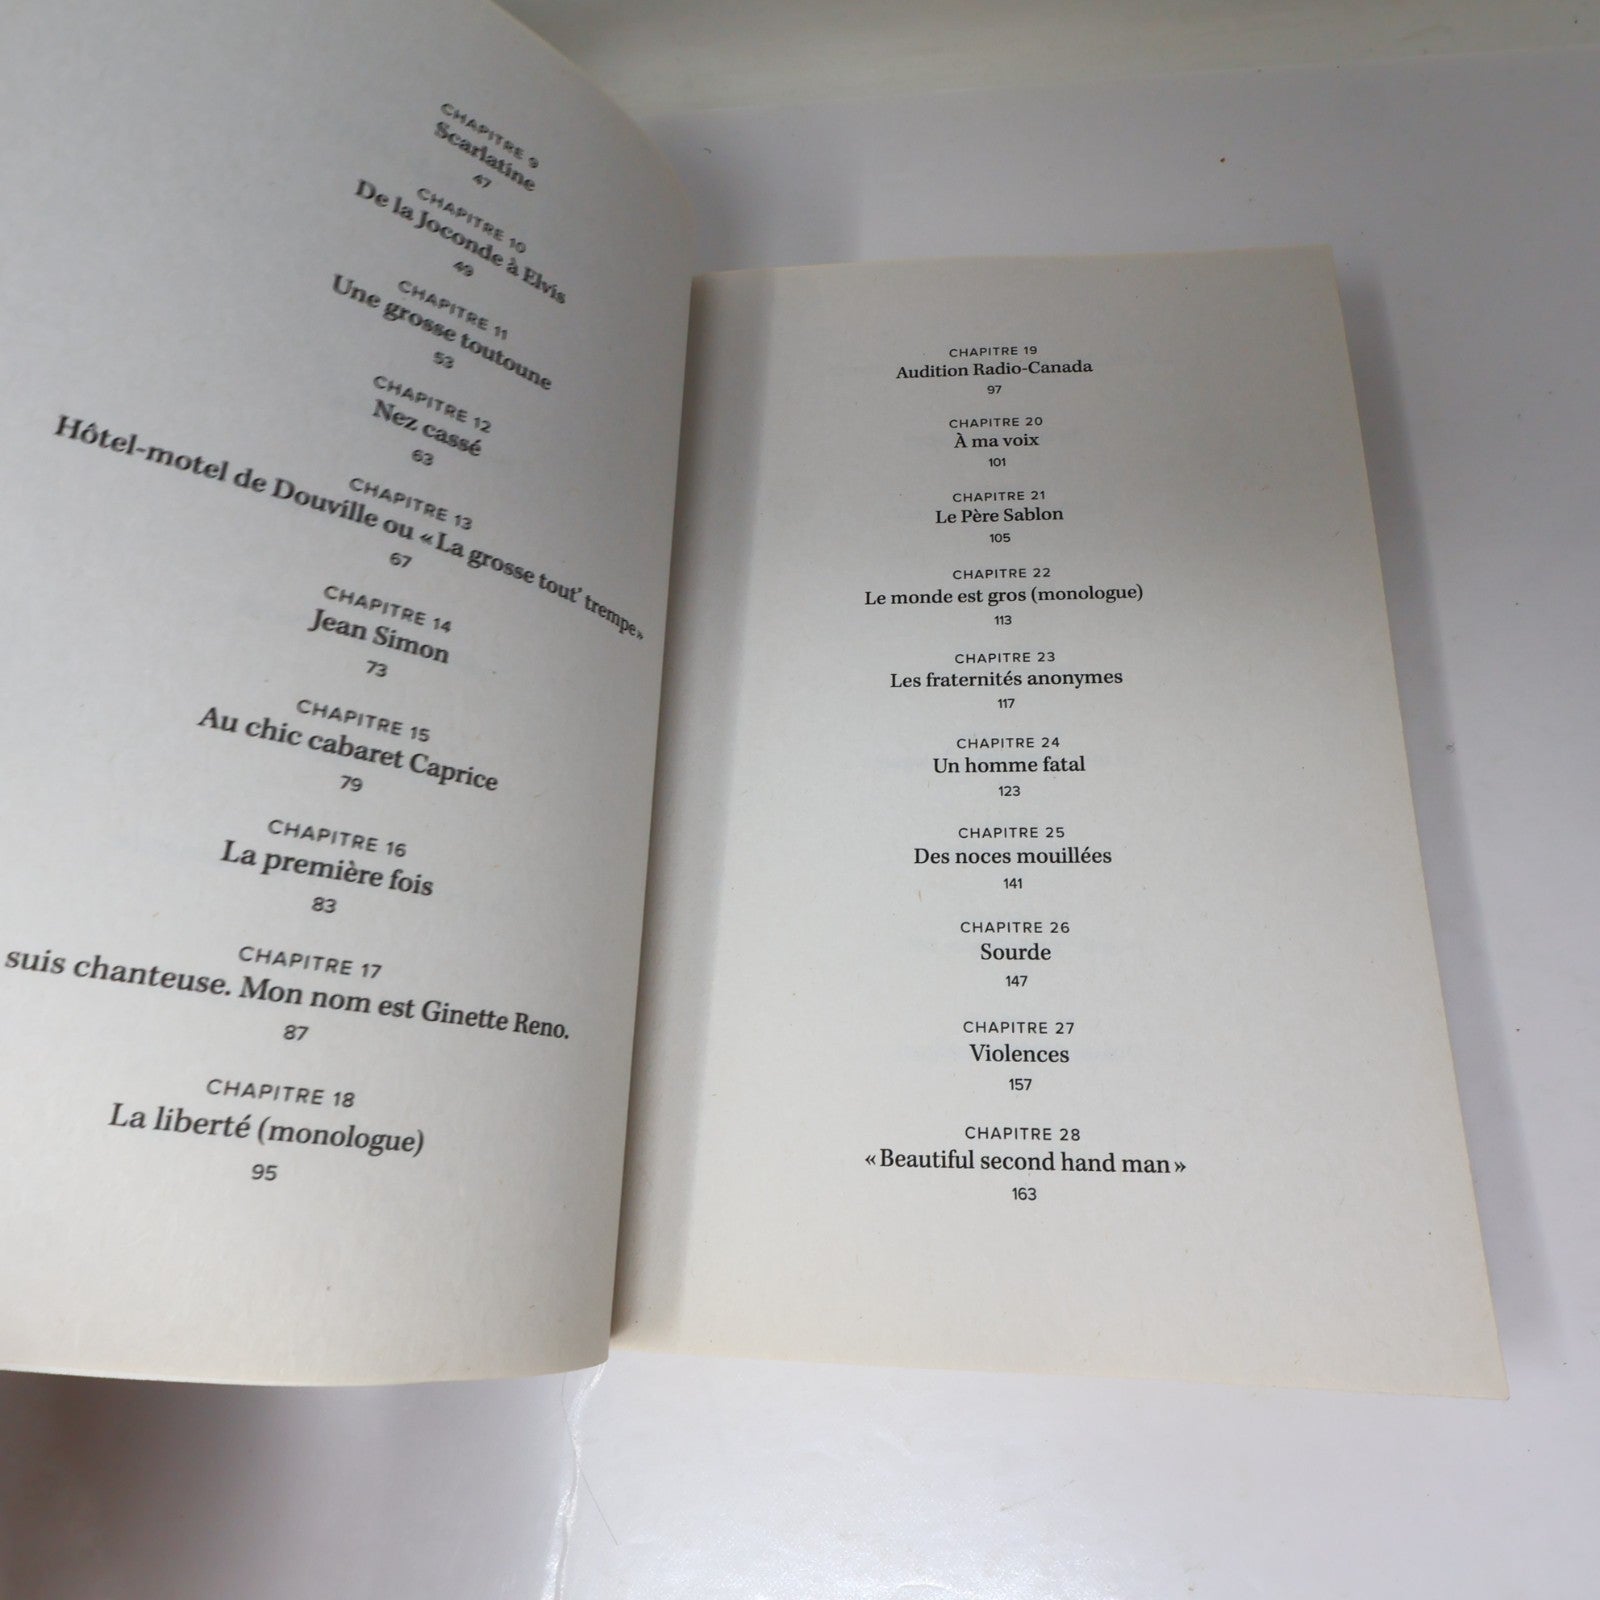 CHAPITRE 9
Scarlatine
47
CHAPITRE 10
De la Joconde à Elvis
49
CHAPITRE 11
Une grosse toutoune
53
CHAPITRE 12
Nez cassé
63
CHAPITRE 13
Hôtel-motel de Douville ou « La grosse tout' trempe »
67
CHAPITRE 14
Jean Simon
73
CHAPITRE 15
Au chic cabaret Caprice
79
CHAPITRE 16
La première fois
83
CHAPITRE 17
suis chanteuse. Mon nom est Ginette Reno.
87
CHAPITRE 18
La liberté (monologue)
95
CHAPITRE 19
Audition Radio-Canada
97
CHAPITRE 20
À ma voix
101
CHAPITRE 21
Le Père Sablon
105
CHAPITRE 22
Le monde est gros (monologue)
113
CHAPITRE 23
Les fraternités anonymes
117
CHAPITRE 24
Un homme fatal
123
CHAPITRE 25
Des noces mouillées
141
CHAPITRE 26
Sourde
147
CHAPITRE 27
Violences
157
CHAPITRE 28
« Beautiful second hand man »
163